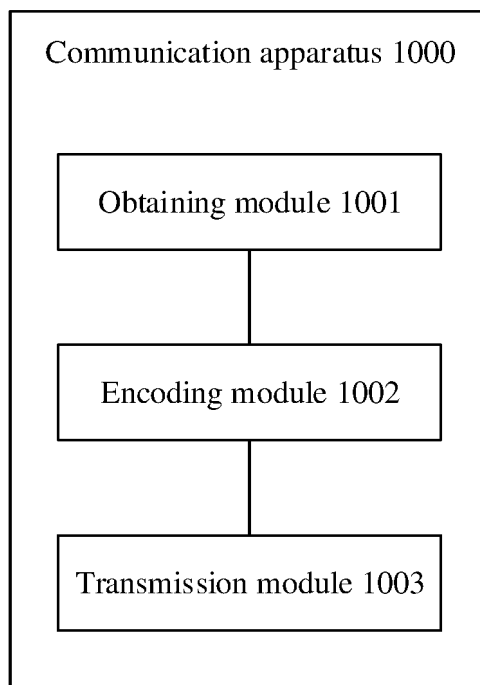 Communication apparatus 1000
Obtaining module 1001
Encoding module 1002
Transmission module 1003